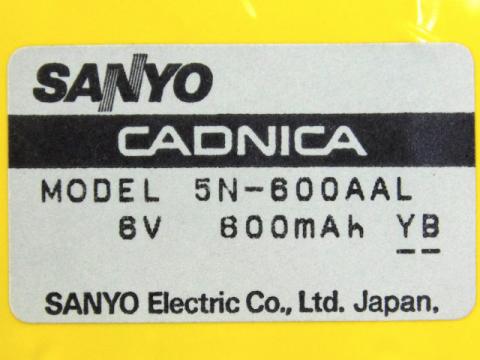 SANYO
CADNICA
MODEL 5N-600AAL
6V 600mAh YB
SANYO Electric Co., Ltd. Japan.